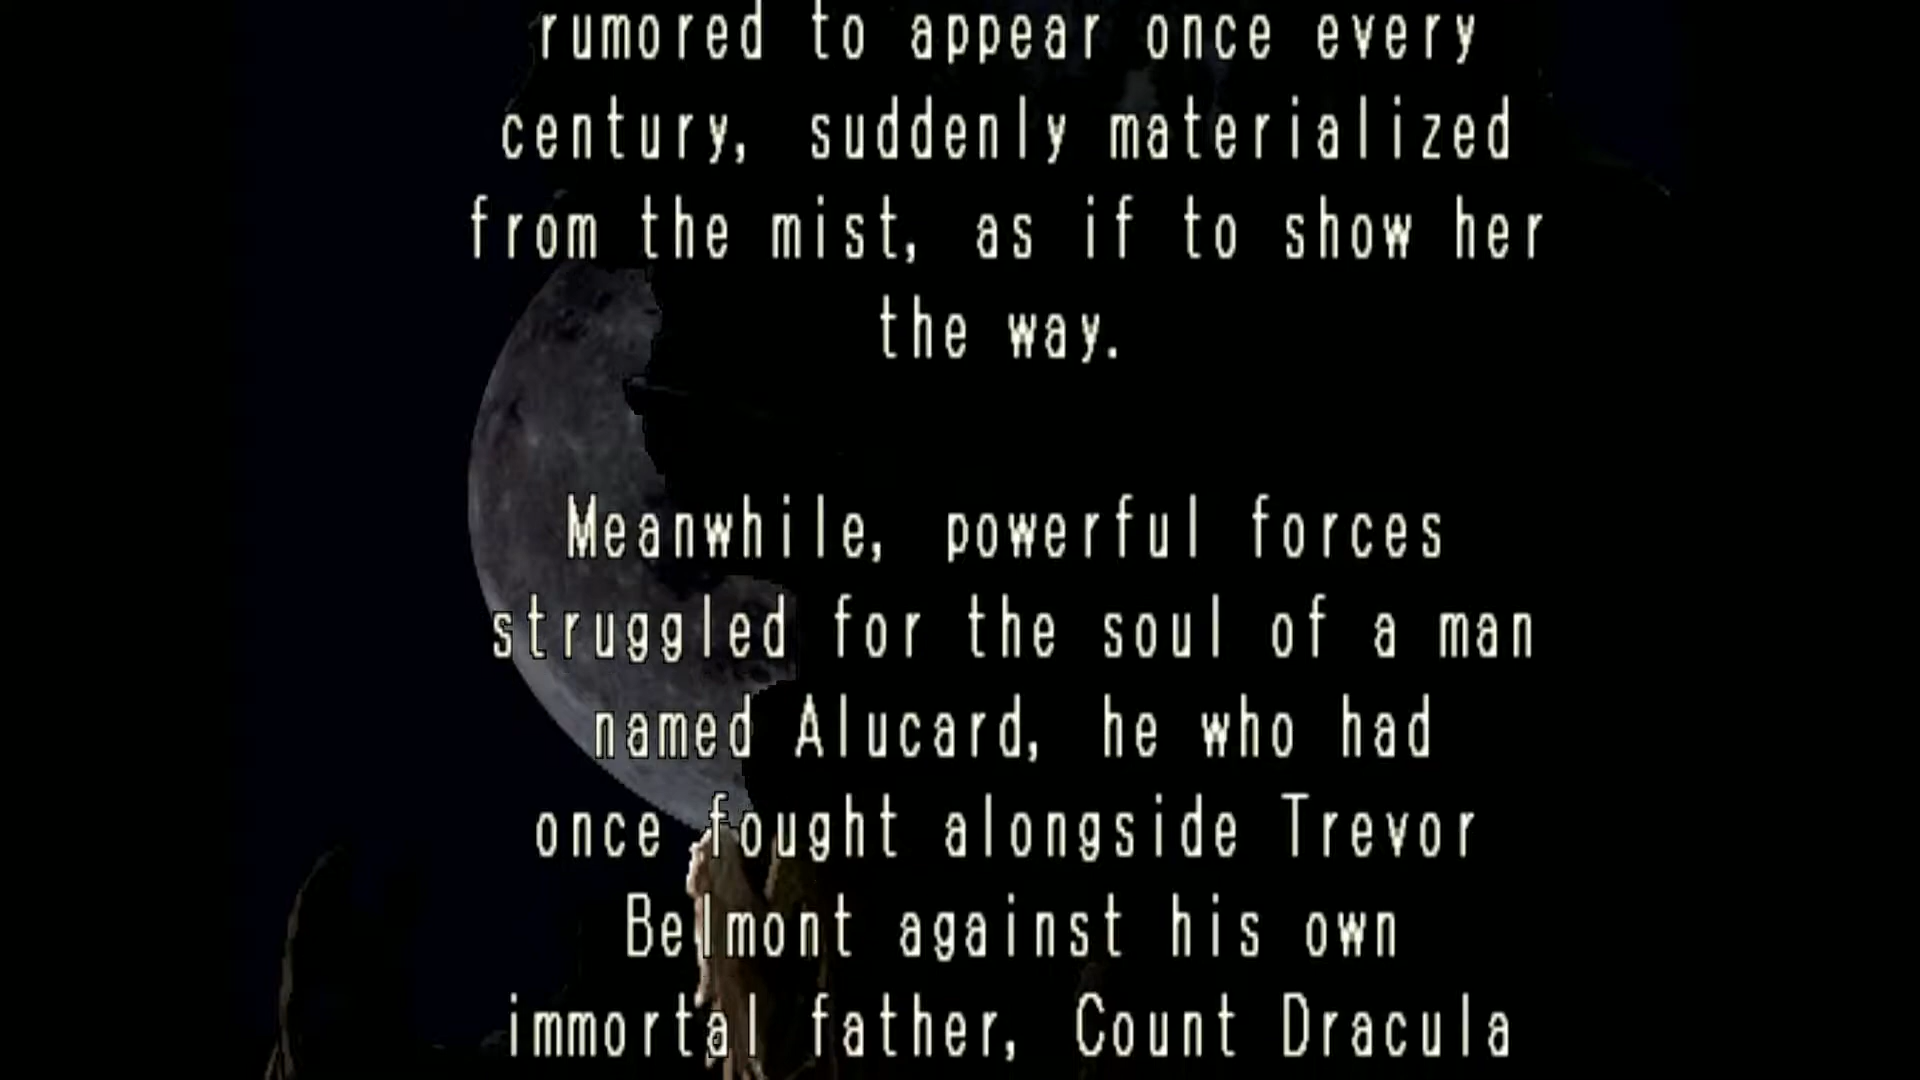 rumored to appear once every
century, suddenly materialized
from the mist, as if to show her
the way.
Meanwhile, powerful forces
struggled for the soul of a man
named Alucard, he who had
once fought alongside Trevor
Belmont against his own
immortal father, Count Dracula